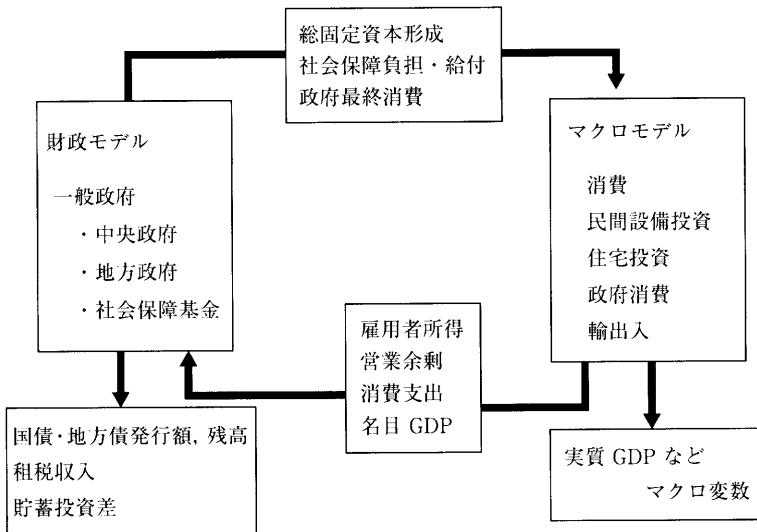 総固定資本形成
社会保障負担・給付
政府最終消費
財政モデル
一般政府
・中央政府
・地方政府
・社会保障基金
マクロモデル
消費
民間設備投資
住宅投資
政府消費
輸出入
雇用者所得
営業余剰
消費支出
名目 GDP
国債・地方債発行額, 残高
租税収入
貯蓄投資差
実質 GDP など
マクロ変数